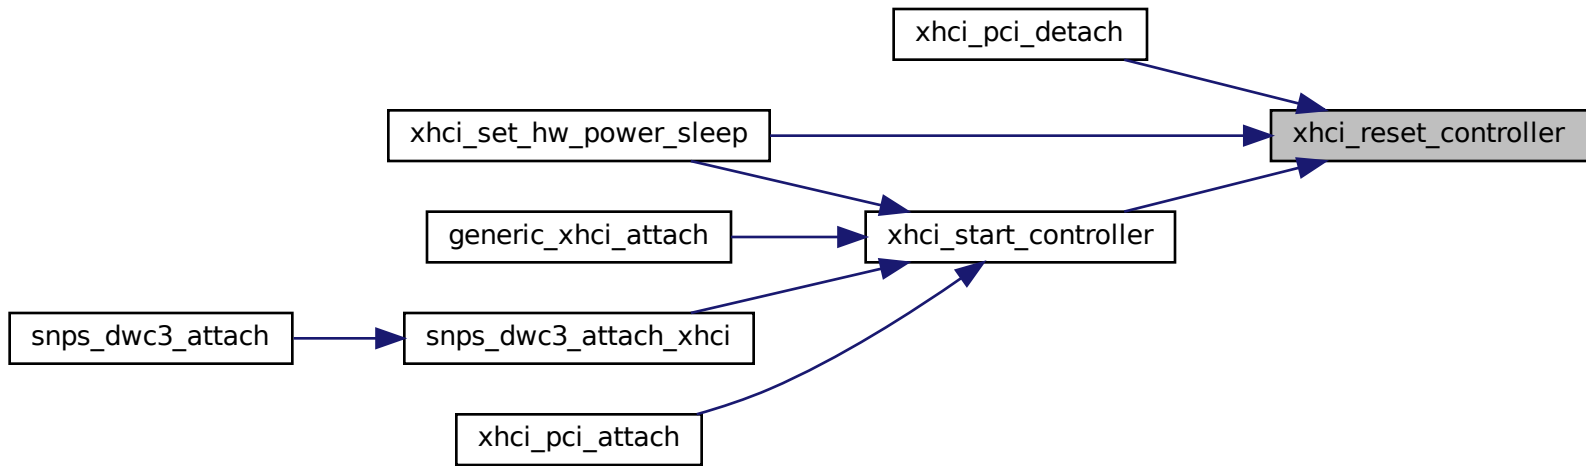 xhci_pci_detach
xhci_set_hw_power_sleep
xhci_reset_controller
generic_xhci_attach
xhci_start_controller
snps_dwc3_attach
snps_dwc3_attach_xhci
xhci_pci_attach